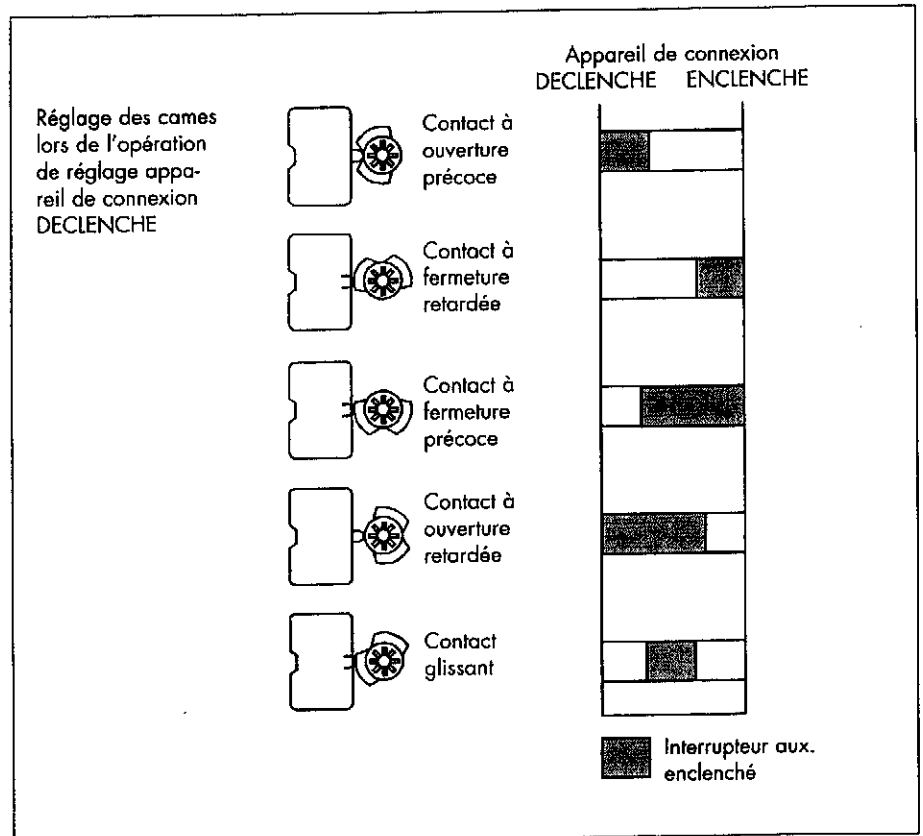 Appareil de connexion
DECLENCHE ENCLENCHE
Réglage des cames
lors de l'opération
de réglage appa-
reil de connexion
DECLENCHE
Contact à
ouverture
précoce
Contact à
fermeture
retardée
Contact à
fermeture
précoce
Contact à
ouverture
retardée
Contact
glissant
Interrupteur aux.
enclenché